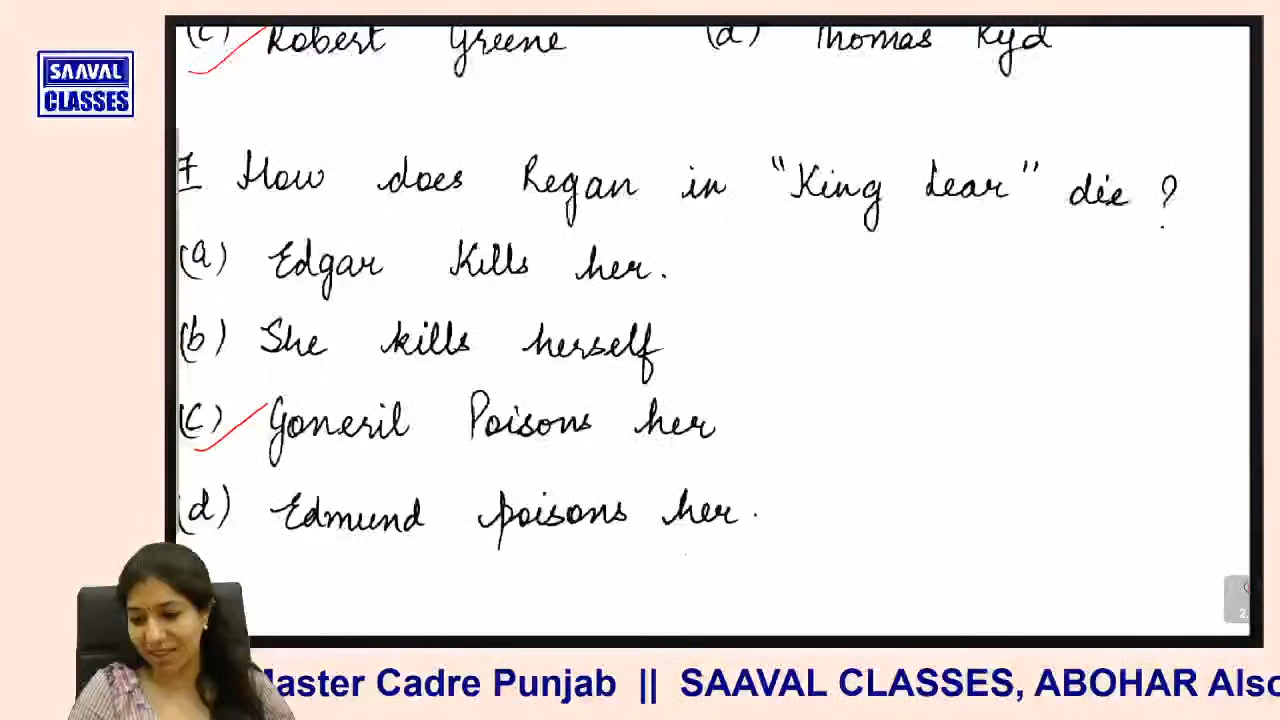 SAAVAL
CLASSES
(c) Robert Greene (d) Thomas Kyd
7 How does Regan in "King Lear" die ?
(a) Edgar Kills her.
(b) She kills herself
(c) Goneril Poisons her
(d) Edmund poisons her.
Master Cadre Punjab || SAAVAL CLASSES, ABOHAR Also